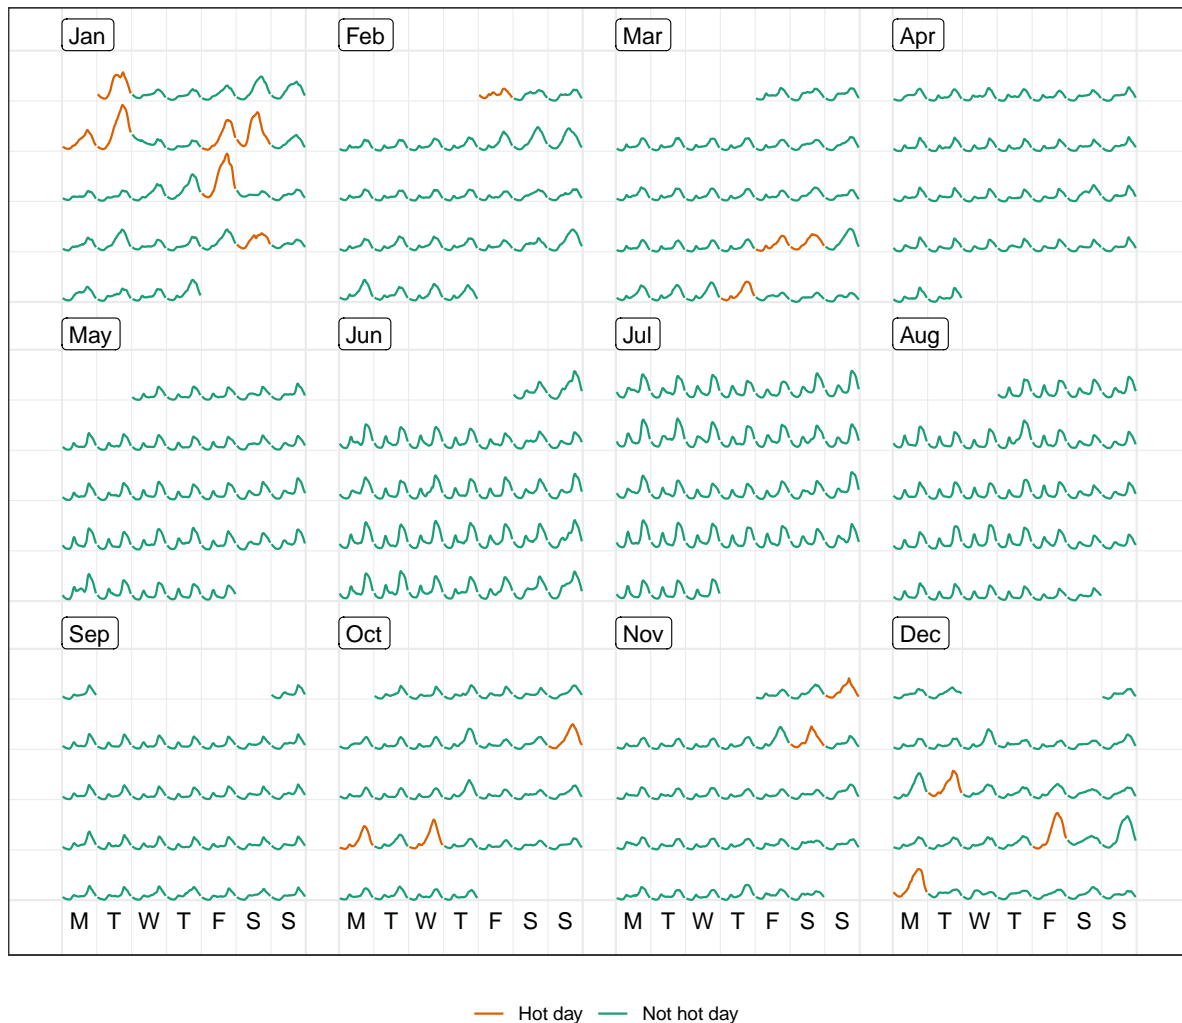 Jan Feb Mar Apr
May Jun Jul Aug
Sep Oct Nov Dec
M T W T F S S M T W T F S S M T W T F S S M T W T F S S
Hot day Not hot day